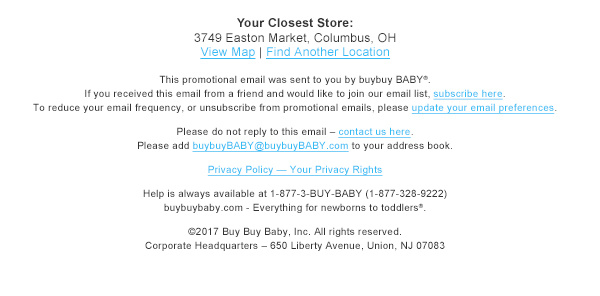 Your Closest Store:
3749 Easton Market, Columbus, OH
View Map | Find Another Location
This promotional email was sent to you by buybuy BABY®.
If you received this email from a friend and would like to join our email list, subscribe here.
To reduce your email frequency, or unsubscribe from promotional emails, please update your email preferences.
Please do not reply to this email – contact us here.
Please add buybuyBABY@buybuyBABY.com to your address book.
Privacy Policy — Your Privacy Rights
Help is always available at 1-877-3-BUY-BABY (1-877-328-9222)
buybuybaby.com - Everything for newborns to toddlers®.
©2017 Buy Buy Baby, Inc. All rights reserved.
Corporate Headquarters – 650 Liberty Avenue, Union, NJ 07083